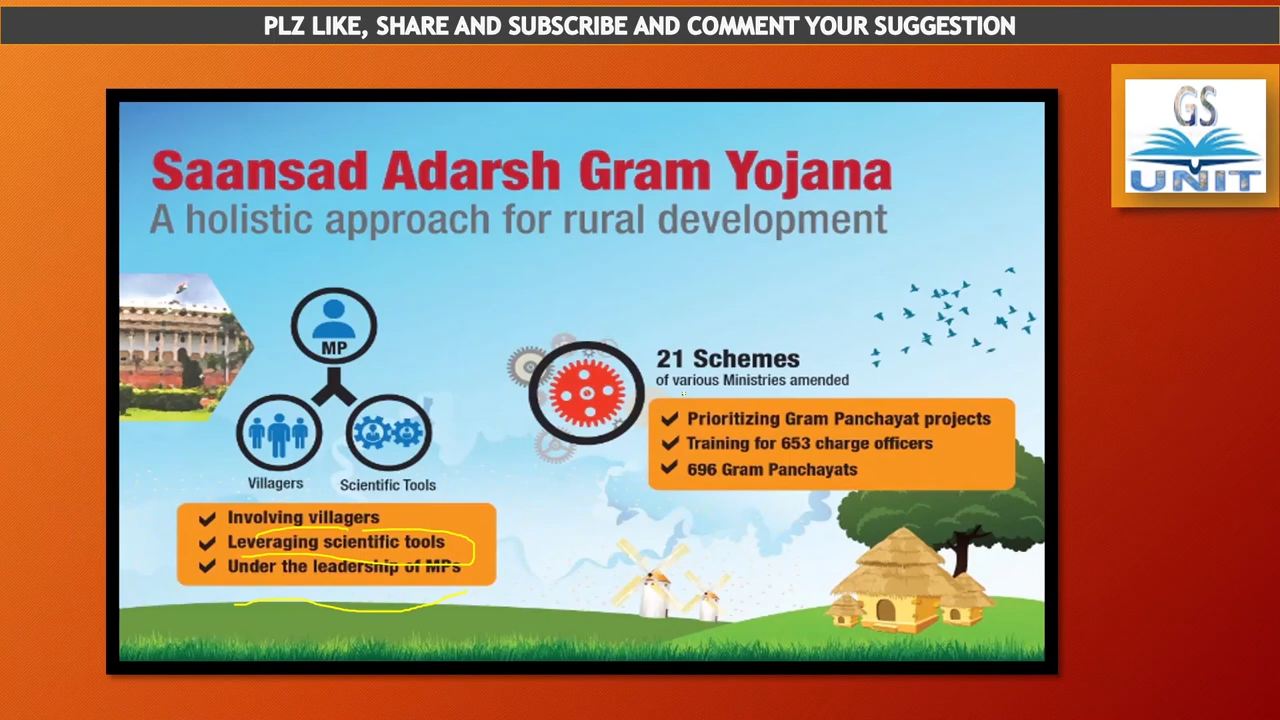 PLZ LIKE, SHARE AND SUBSCRIBE AND COMMENT YOUR SUGGESTION
GS
UNIT
Saansad Adarsh Gram Yojana
A holistic approach for rural development
MP
Villagers
Scientific Tools
Involving villagers
Leveraging scientific tools
Under the leadership of MPs
21 Schemes
of various Ministries amended
Prioritizing Gram Panchayat projects
Training for 653 charge officers
696 Gram Panchayats